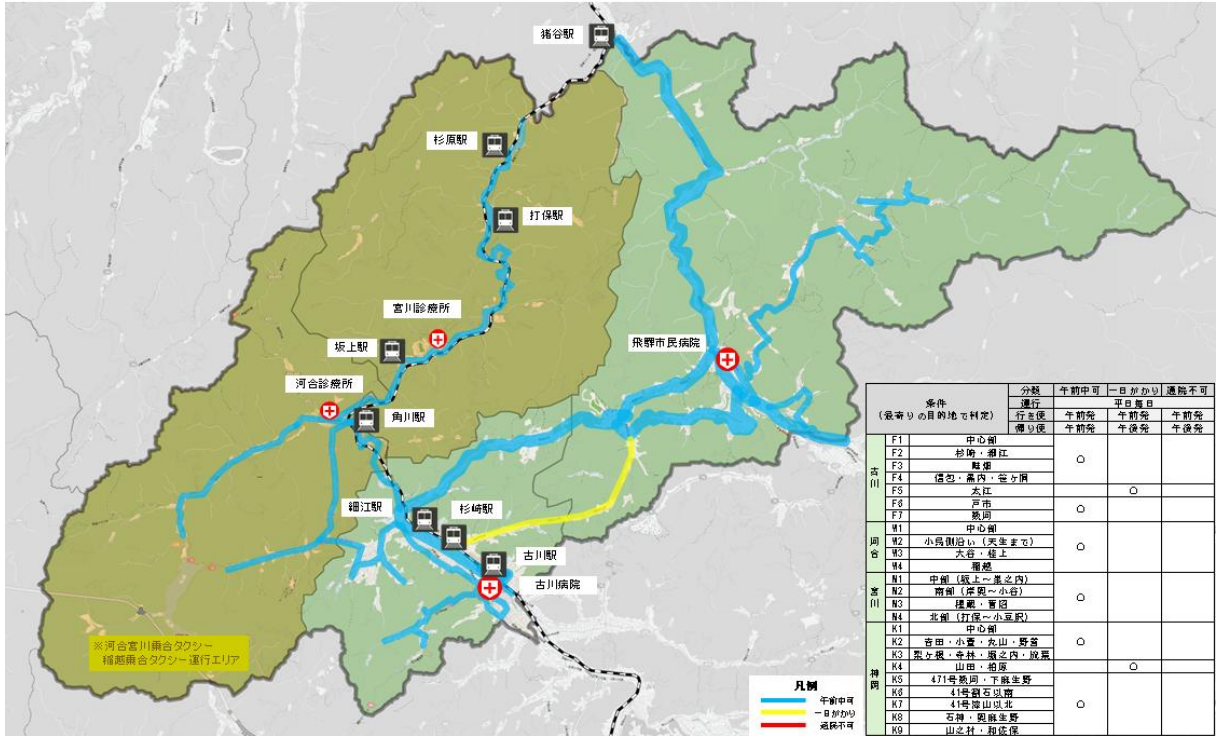 猪谷駅
杉原駅
打保駅
宮川診療所
坂上駅
飛騨市民病院
河合診療所
角川駅
細江駅
杉崎駅
古川駅
古川病院
※河合宮川乗合タクシー
稲越乗合タクシー運行エリア
凡例
午前中可
一日がかり
通院不可
条件
(最寄りの目的地で判定)
分類 午前中可 一日がかり 通院不可
運行 平日毎日
行き便 午前発 午前発 午前発
帰り便 午前発 午後発 午後発
古川
F1 中心部
F2 杉崎・細江
F3 畦畑
F4 信包・黒内・笹ヶ洞
○
F5 太江 ○
F6 戸市
F7 数河
○
河合
W1 中心部
W2 小鳥側沿い(天生まで)
W3 大谷・桂上
W4 稲越
○
宮川
N1 中部(坂上~巣之内)
N2 南部(岸奥~小谷)
N3 種蔵・菅沼
N4 北部(打保~小豆沢)
○
神岡
K1 中心部
K2 吉田・小萱・丸山・野首
K3 梨ヶ根・寺林・堀之内・放栗
○
K4 山田・柏原 ○
K5 471号数河・下麻生野
K6 41号割石以南
K7 41号漆山以北
K8 石神・奥麻生野
K9 山之村・和佐保
○